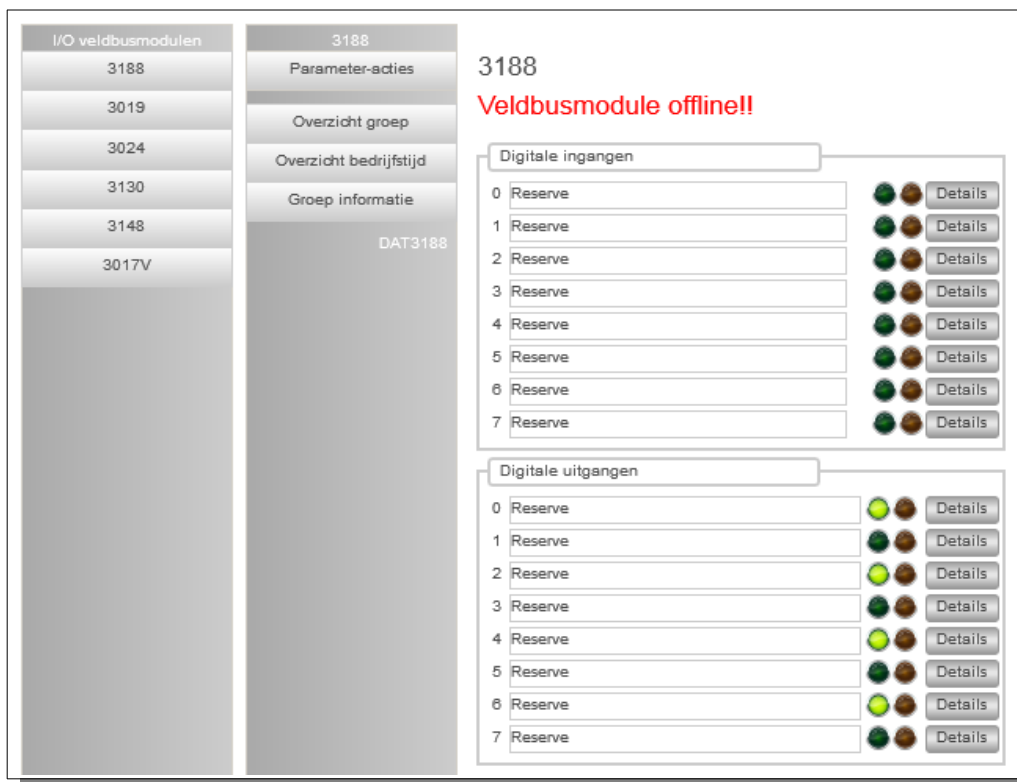 I/O veldbusmodulen
3188
3019
3024
3130
3148
3017V
3188
Parameter-acties
Overzicht groep
Overzicht bedrijfstijd
Groep informatie
DAT3188
3188
Veldbusmodule offline!!
Digitale ingangen
0 Reserve Details
1 Reserve Details
2 Reserve Details
3 Reserve Details
4 Reserve Details
5 Reserve Details
6 Reserve Details
7 Reserve Details
Digitale uitgangen
0 Reserve Details
1 Reserve Details
2 Reserve Details
3 Reserve Details
4 Reserve Details
5 Reserve Details
6 Reserve Details
7 Reserve Details